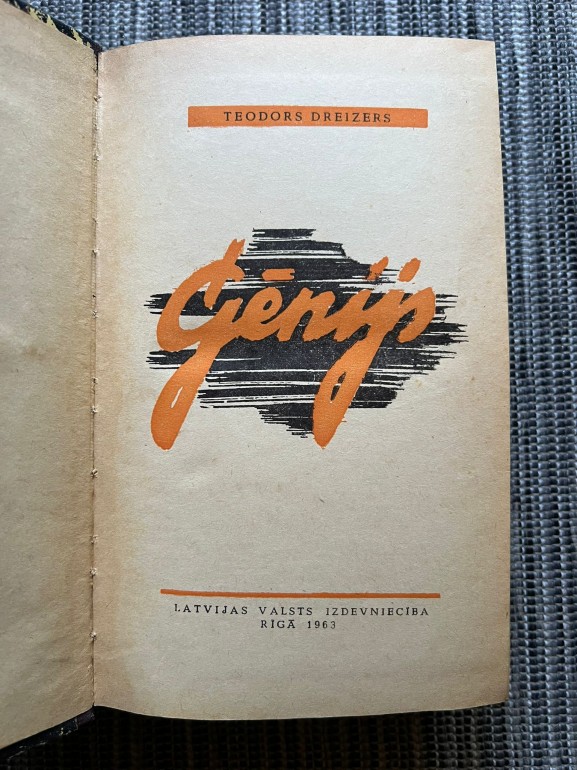 TEODORS DREIZERS
Ģēnijs
LATVIJAS VALSTS IZDEVNIECĪBA
RĪGĀ 1963